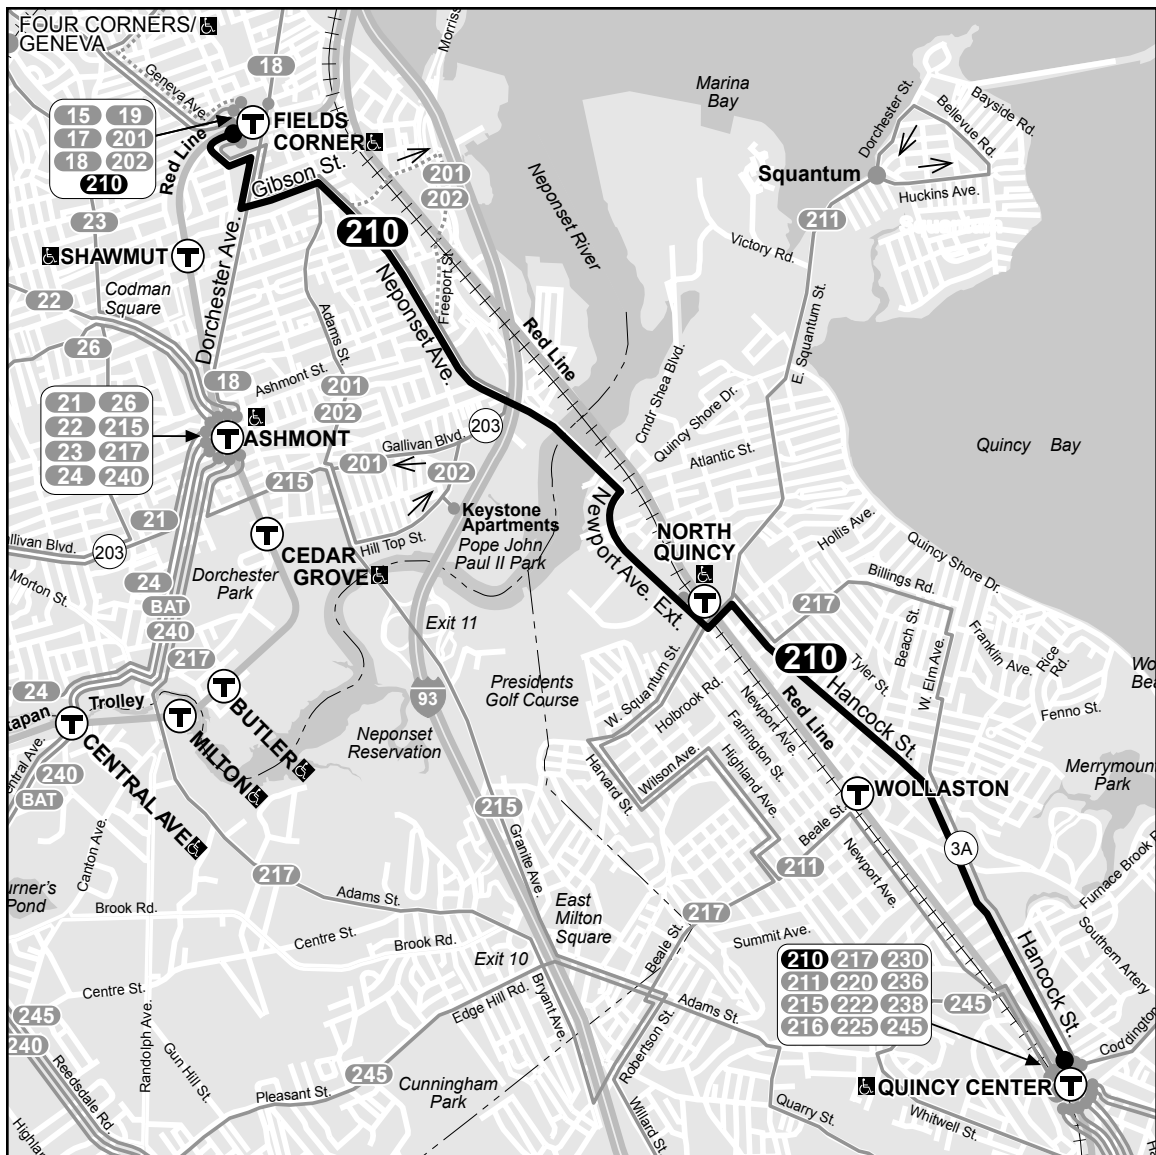 FOUR CORNERS/
GENEVA
Geneva Ave.
18
Morriss
15 19
17 201
18 202
210
FIELDS
CORNER
Red Line
Gibson St.
201
202
210
23
SHAWMUT
Codman
Square
Dorchester Ave.
22
26
Neponset Ave.
Freeport St.
Adams St.
Red Line
Neponset River
Marina
Bay
Dorchester St.
Bayside Rd.
Bellevue Rd.
Squantum
Huckins Ave.
211
Victory Rd.
E. Squantum St.
Cmdr Shea Blvd.
Quincy Shore Dr.
Atlantic St.
Quincy Bay
18
Ashmont St.
201
202
21 26
22 215
23 217
24 240
ASHMONT
Gallivan Blvd.
203
201
202
215
21
allivan Blvd.
203
Keystone
Apartments
Pope John
Paul II Park
CEDAR
GROVE
Hill Top St.
Morton St.
Dorchester
Park
24
BAT
240
217
Exit 11
Newport Ave. Ext.
NORTH
QUINCY
Hollis Ave.
Quincy Shore Dr.
Billings Rd.
217
Beach St.
W. Elm Ave.
Franklin Ave.
Rice
Rd.
Fenno St.
Wo
Bea
210
Tyler St.
Hancock St.
24
Trolley
tapan
BUTLER
MILTON
CENTRAL AVE
entral Ave.
240
BAT
93
Neponset
Reservation
Presidents
Golf Course
W. Squantum St.
Holbrook Rd.
Newport Ave.
Red Line
Farrington St.
Highland Ave.
Wilson Ave.
Harvard St.
WOLLASTON
Beale St.
211
Newport Ave.
3A
Merrymount
Park
Furnace Brook R
Southern Artery
215
Granite Ave.
Canton Ave.
217
Adams St.
urner's
Pond
Brook Rd.
Centre St.
Brook Rd.
East
Milton
Square
217
Beale St.
Summit Ave.
Exit 10
Edge Hill Rd.
Bryant Ave.
Centre St.
Randolph Ave.
210 217 230
211 220 236
215 222 238
216 225 245
245
Hancock St.
Adams St.
Robertson St.
245
240
Reedsdale Rd.
Gun Hill St.
245
Pleasant St.
Cunningham
Park
Willard St.
Quarry St.
Whitwell St.
QUINCY CENTER
Coddington
Highla
Ha